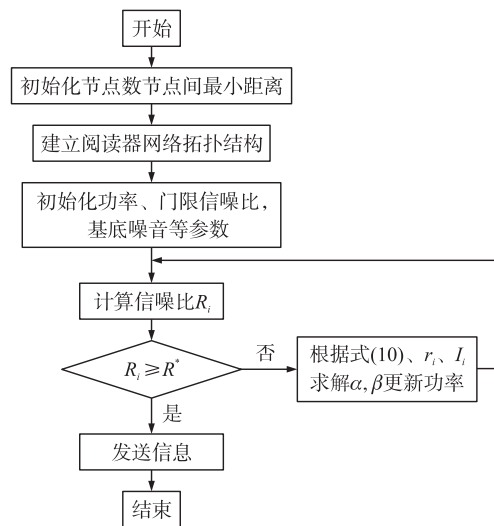 开始
初始化节点数节点间最小距离
建立阅读器网络拓扑结构
初始化功率、门限信噪比,
基底噪音等参数
计算信噪比Rᵢ
Rᵢ≥R*
否
根据式(10)、rᵢ、Iᵢ
求解α,β更新功率
是
发送信息
结束